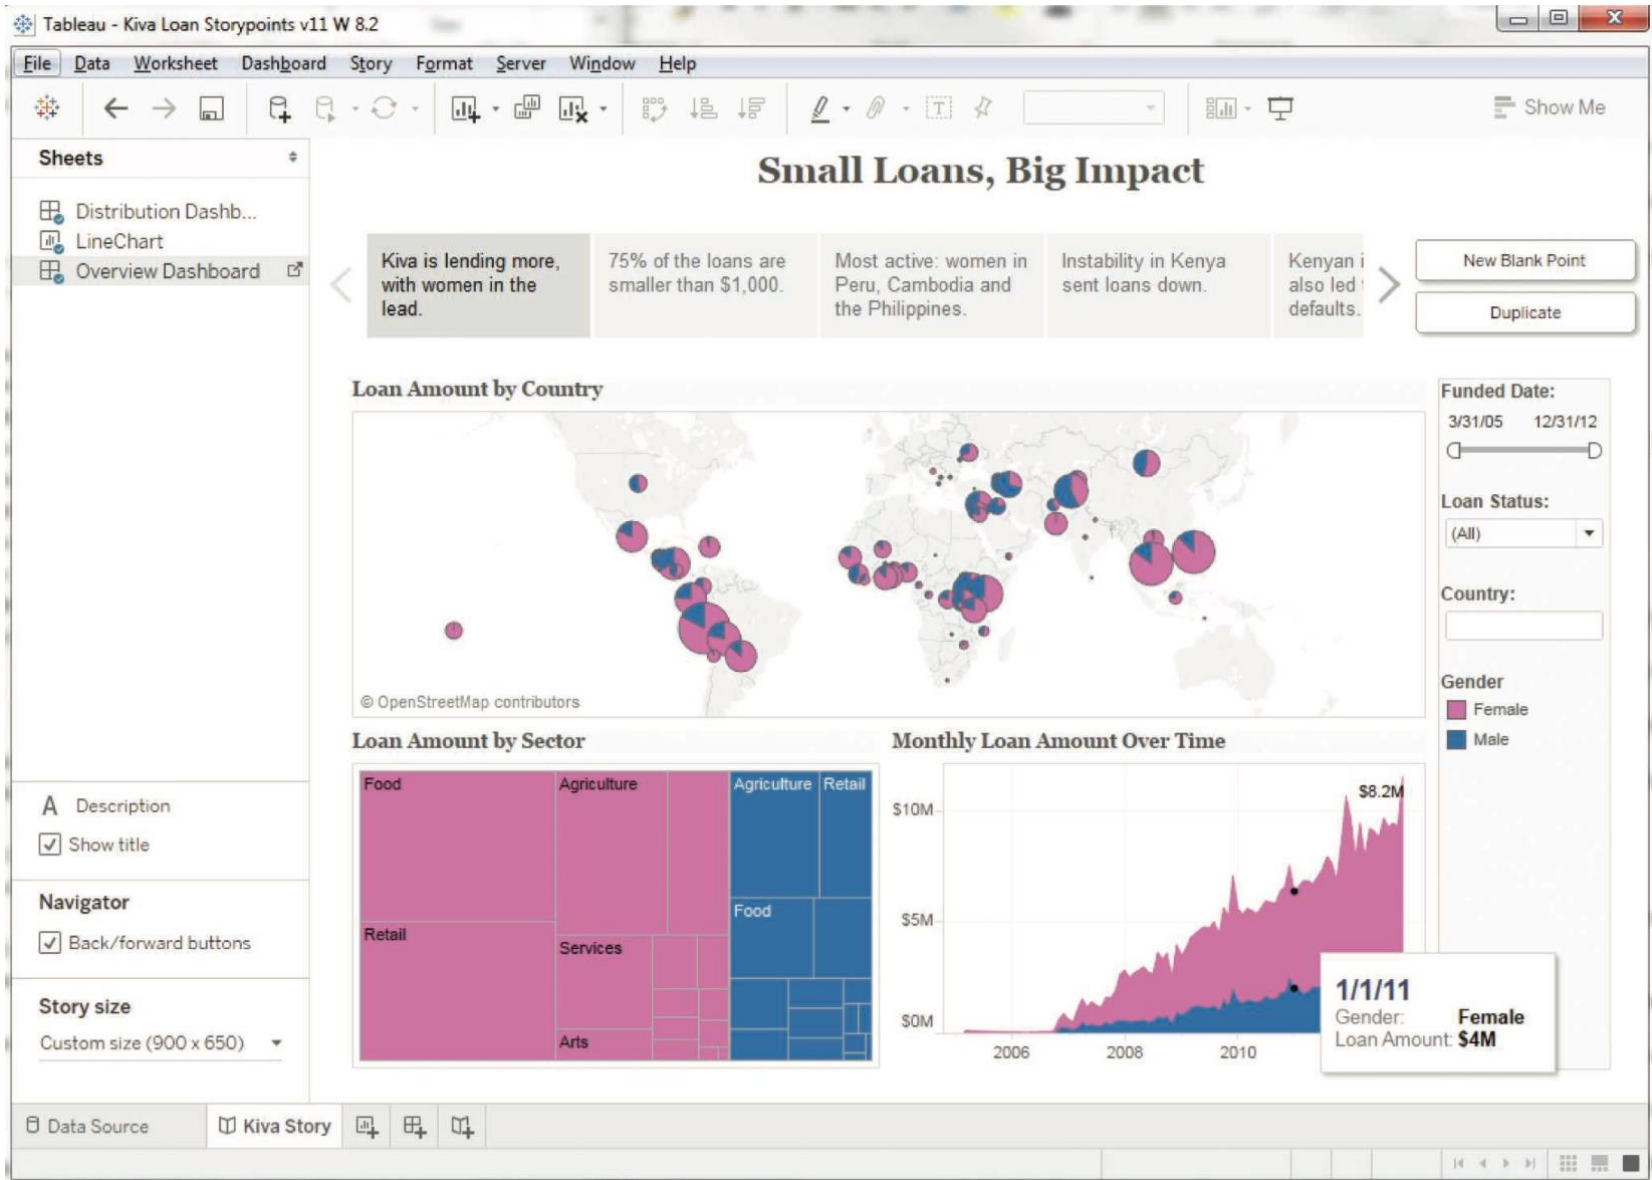 Tableau - Kiva Loan Storypoints v11 W 8.2
File Data Worksheet Dashboard Story Format Server Window Help
Show Me
Sheets
Distribution Dashb...
LineChart
Overview Dashboard
Small Loans, Big Impact
Kiva is lending more,
with women in the
lead.
75% of the loans are
smaller than $1,000.
Most active: women in
Peru, Cambodia and
the Philippines.
Instability in Kenya
sent loans down.
Kenyan i
also led
defaults.
New Blank Point
Duplicate
Loan Amount by Country
© OpenStreetMap contributors
Funded Date:
3/31/05 12/31/12
Loan Status:
(All)
Country:
Gender
Female
Male
Loan Amount by Sector
Food
Agriculture
Agriculture
Retail
Food
Retail
Services
Arts
Monthly Loan Amount Over Time
$8.2M
$10M
$5M
$0M
2006 2008 2010
1/1/11
Gender: Female
Loan Amount: $4M
A Description
Show title
Navigator
Back/forward buttons
Story size
Custom size (900 x 650)
Data Source
Kiva Story